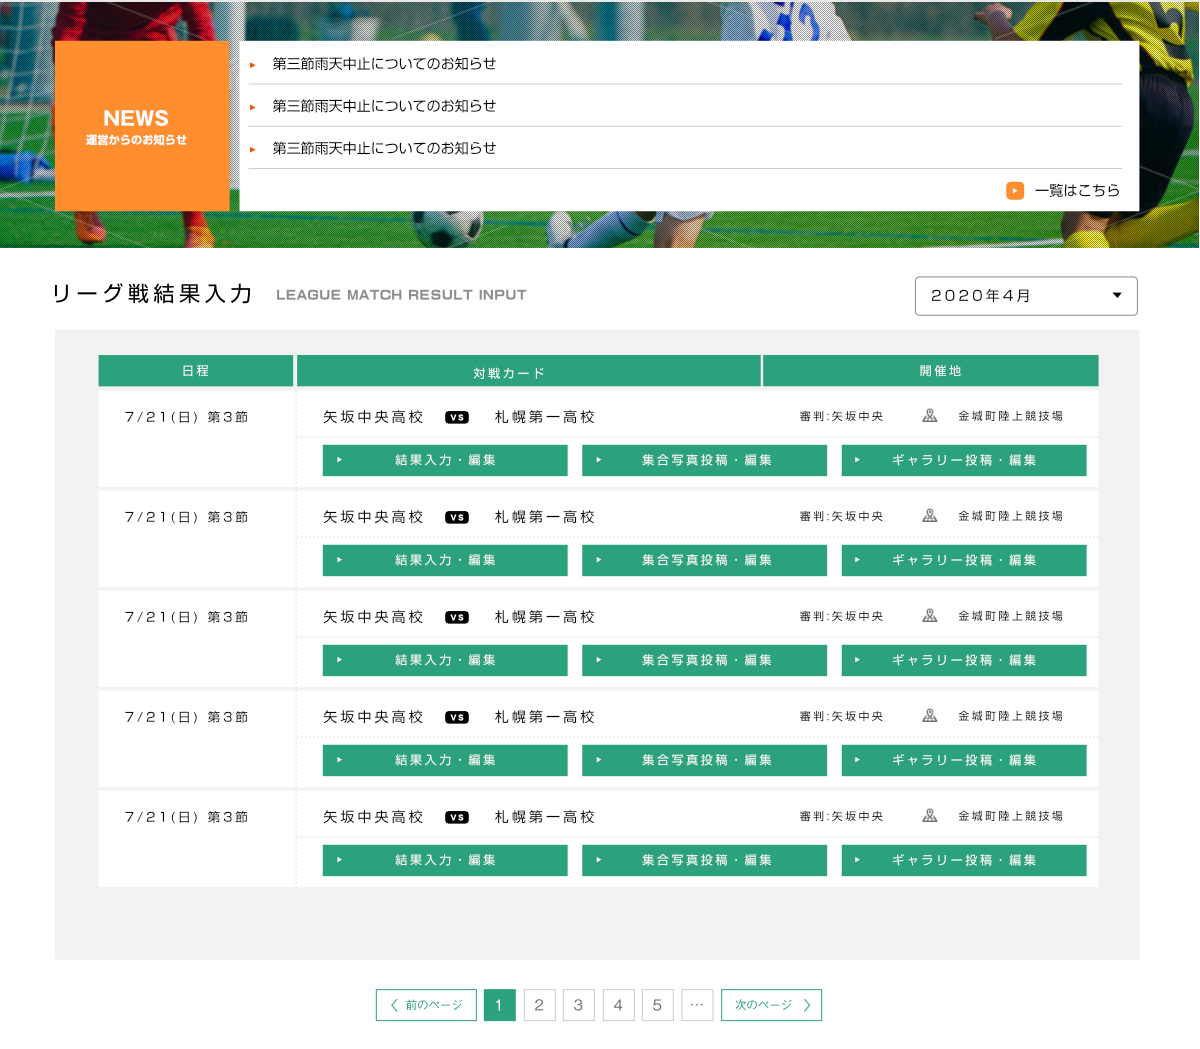 NEWS
運営からのお知らせ
第三節雨天中止についてのお知らせ
第三節雨天中止についてのお知らせ
第三節雨天中止についてのお知らせ
一覧はこちら
リーグ戦結果入力 LEAGUE MATCH RESULT INPUT 2020年4月
日程 対戦カード 開催地
7/21(日) 第3節 矢坂中央高校 VS 札幌第一高校 審判:矢坂中央 金城町陸上競技場
結果入力・編集 集合写真投稿・編集 ギャラリー投稿・編集
7/21(日) 第3節 矢坂中央高校 VS 札幌第一高校 審判:矢坂中央 金城町陸上競技場
結果入力・編集 集合写真投稿・編集 ギャラリー投稿・編集
7/21(日) 第3節 矢坂中央高校 VS 札幌第一高校 審判:矢坂中央 金城町陸上競技場
結果入力・編集 集合写真投稿・編集 ギャラリー投稿・編集
7/21(日) 第3節 矢坂中央高校 VS 札幌第一高校 審判:矢坂中央 金城町陸上競技場
結果入力・編集 集合写真投稿・編集 ギャラリー投稿・編集
7/21(日) 第3節 矢坂中央高校 VS 札幌第一高校 審判:矢坂中央 金城町陸上競技場
結果入力・編集 集合写真投稿・編集 ギャラリー投稿・編集
前のページ 1 2 3 4 5 … 次のページ